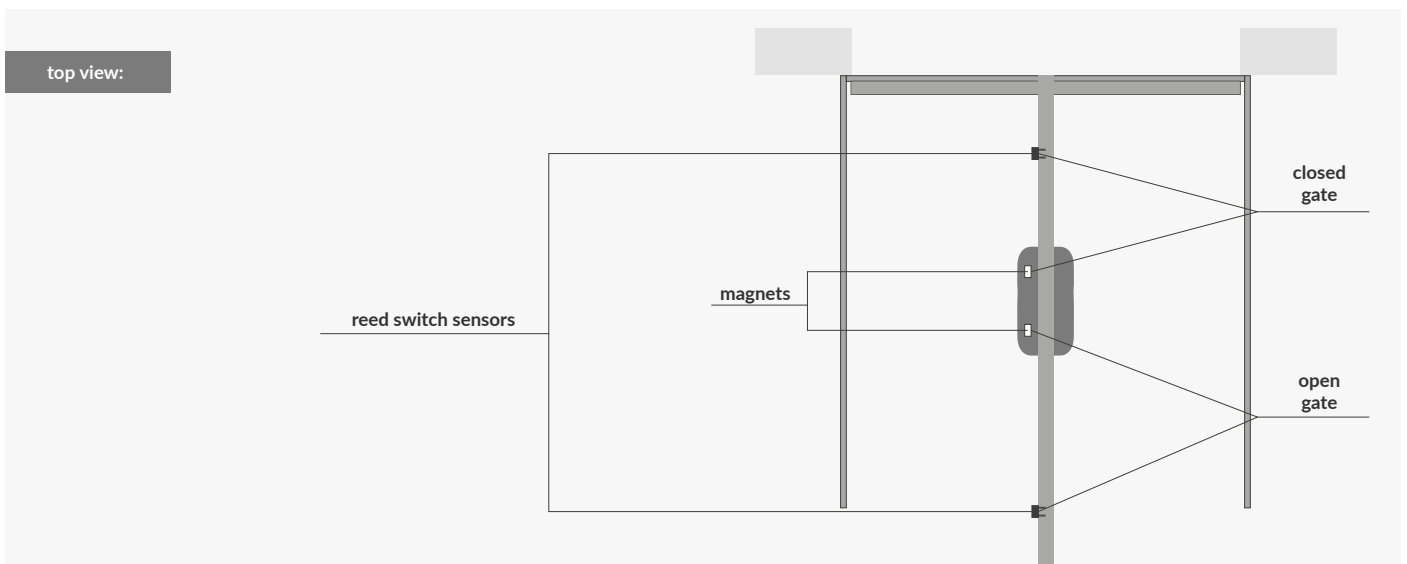 top view:
closed
gate
magnets
reed switch sensors
open
gate